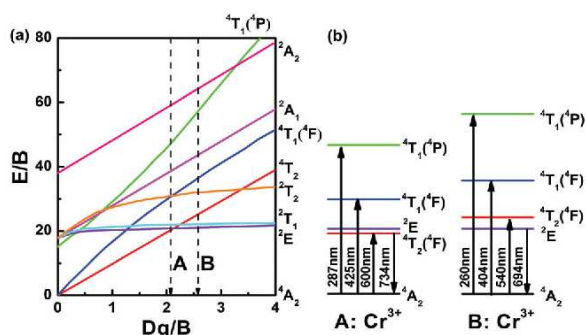 (a)
⁴T₁(⁴P)
80
60
40
20
0
E/B
0
1
2
3
4
Dq/B
A
B
²A₂
²A₁
⁴T₁(⁴F)
⁴T₂
²T₂
²T₁
²E
⁴A₂
(b)
⁴T₁(⁴P)
⁴T₁(⁴F)
²E
⁴T₂(⁴F)
⁴A₂
287nm
425nm
600nm
734nm
A: Cr³⁺
⁴T₁(⁴P)
⁴T₁(⁴F)
⁴T₂(⁴F)
²E
⁴A₂
260nm
404nm
540nm
694nm
B: Cr³⁺